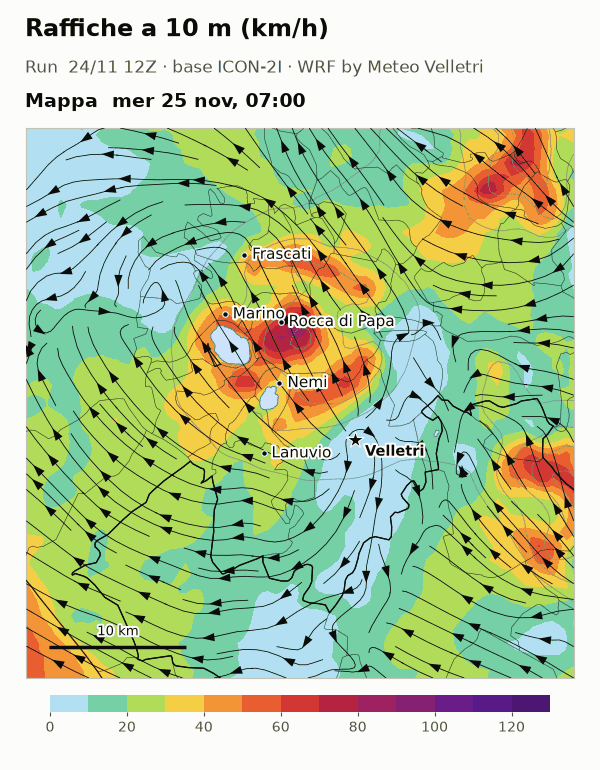 Raffiche a 10 m (km/h)
Run  24/11 12Z · base ICON-2I · WRF by Meteo Velletri
Mappa  mer 25 nov, 07:00
Frascati
Marino
Rocca di Papa
Nemi
Velletri
Lanuvio
10 km
0 20 40 60 80 100 120